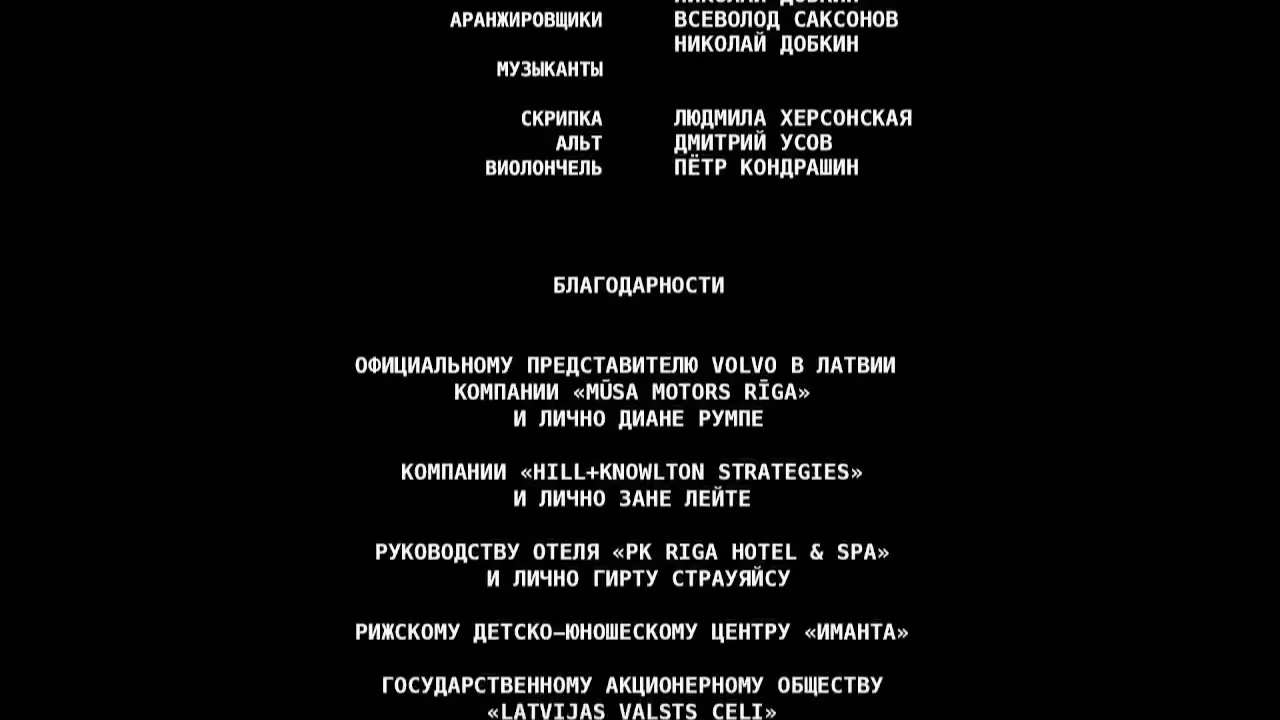 НИКОЛАЙ ДОБКИН
АРАНЖИРОВЩИКИ ВСЕВОЛОД САКСОНОВ
НИКОЛАЙ ДОБКИН
МУЗЫКАНТЫ
СКРИПКА ЛЮДМИЛА ХЕРСОНСКАЯ
АЛЬТ ДМИТРИЙ УСОВ
ВИОЛОНЧЕЛЬ ПЁТР КОНДРАШИН
БЛАГОДАРНОСТИ
ОФИЦИАЛЬНОМУ ПРЕДСТАВИТЕЛЮ VOLVO В ЛАТВИИ
КОМПАНИИ «MŪSA MOTORS RĪGA»
И ЛИЧНО ДИАНЕ РУМПЕ
КОМПАНИИ «HILL+KNOWLTON STRATEGIES»
И ЛИЧНО ЗАНЕ ЛЕЙТЕ
РУКОВОДСТВУ ОТЕЛЯ «PK RIGA HOTEL & SPA»
И ЛИЧНО ГИРТУ СТРАУЯЙСУ
РИЖСКОМУ ДЕТСКО–ЮНОШЕСКОМУ ЦЕНТРУ «ИМАНТА»
ГОСУДАРСТВЕННОМУ АКЦИОНЕРНОМУ ОБЩЕСТВУ
«LATVIJAS VALSTS CEĻI»